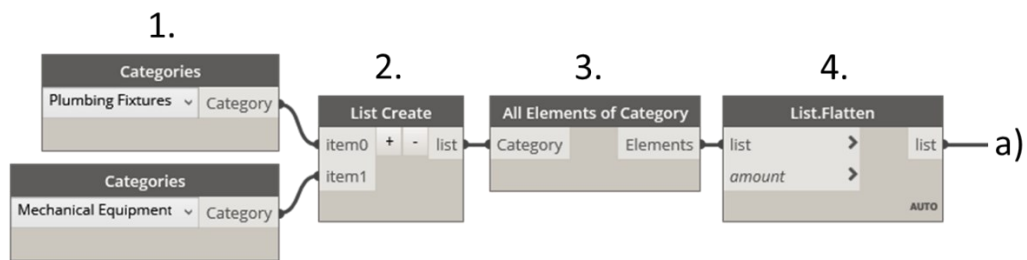 1.
Categories
Plumbing Fixtures Category
2.
List Create
item0 + - list
item1
3.
All Elements of Category
Category Elements
4.
List.Flatten
list > list
amount >
AUTO
a)
Categories
Mechanical Equipment Category